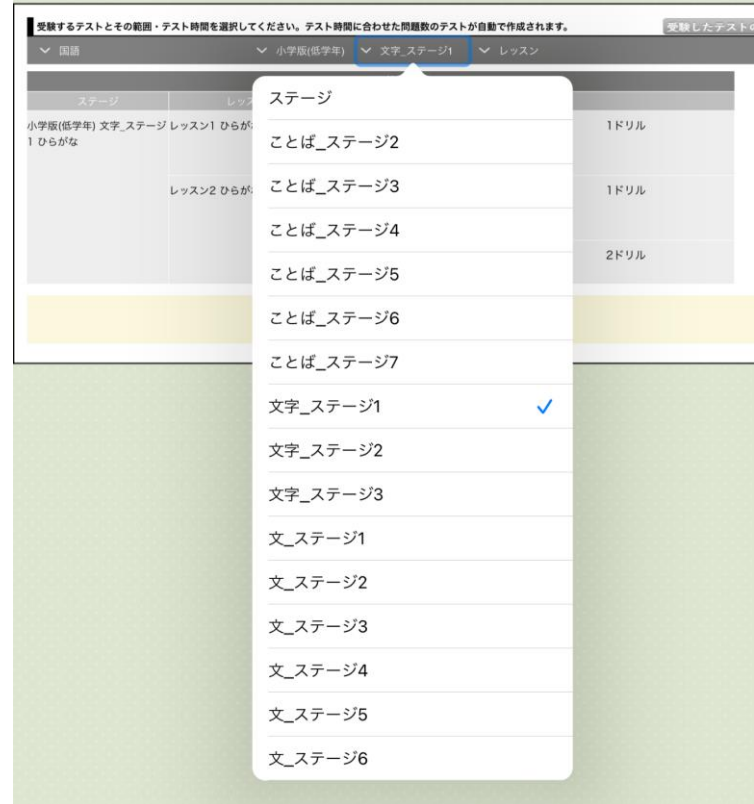 受験するテストとその範囲・テスト時間を選択してください。テスト時間に合わせた問題数のテストが自動で作成されます。
受験したテストの
国語
小学版(低学年)
文字_ステージ1
レッスン
ステージ
レッ
小学版(低学年) 文字_ステージ
1 ひらがな
レッスン1 ひらが
1ドリル
レッスン2 ひらが
1ドリル
2ドリル
ステージ
ことば_ステージ2
ことば_ステージ3
ことば_ステージ4
ことば_ステージ5
ことば_ステージ6
ことば_ステージ7
文字_ステージ1
文字_ステージ2
文字_ステージ3
文_ステージ1
文_ステージ2
文_ステージ3
文_ステージ4
文_ステージ5
文_ステージ6